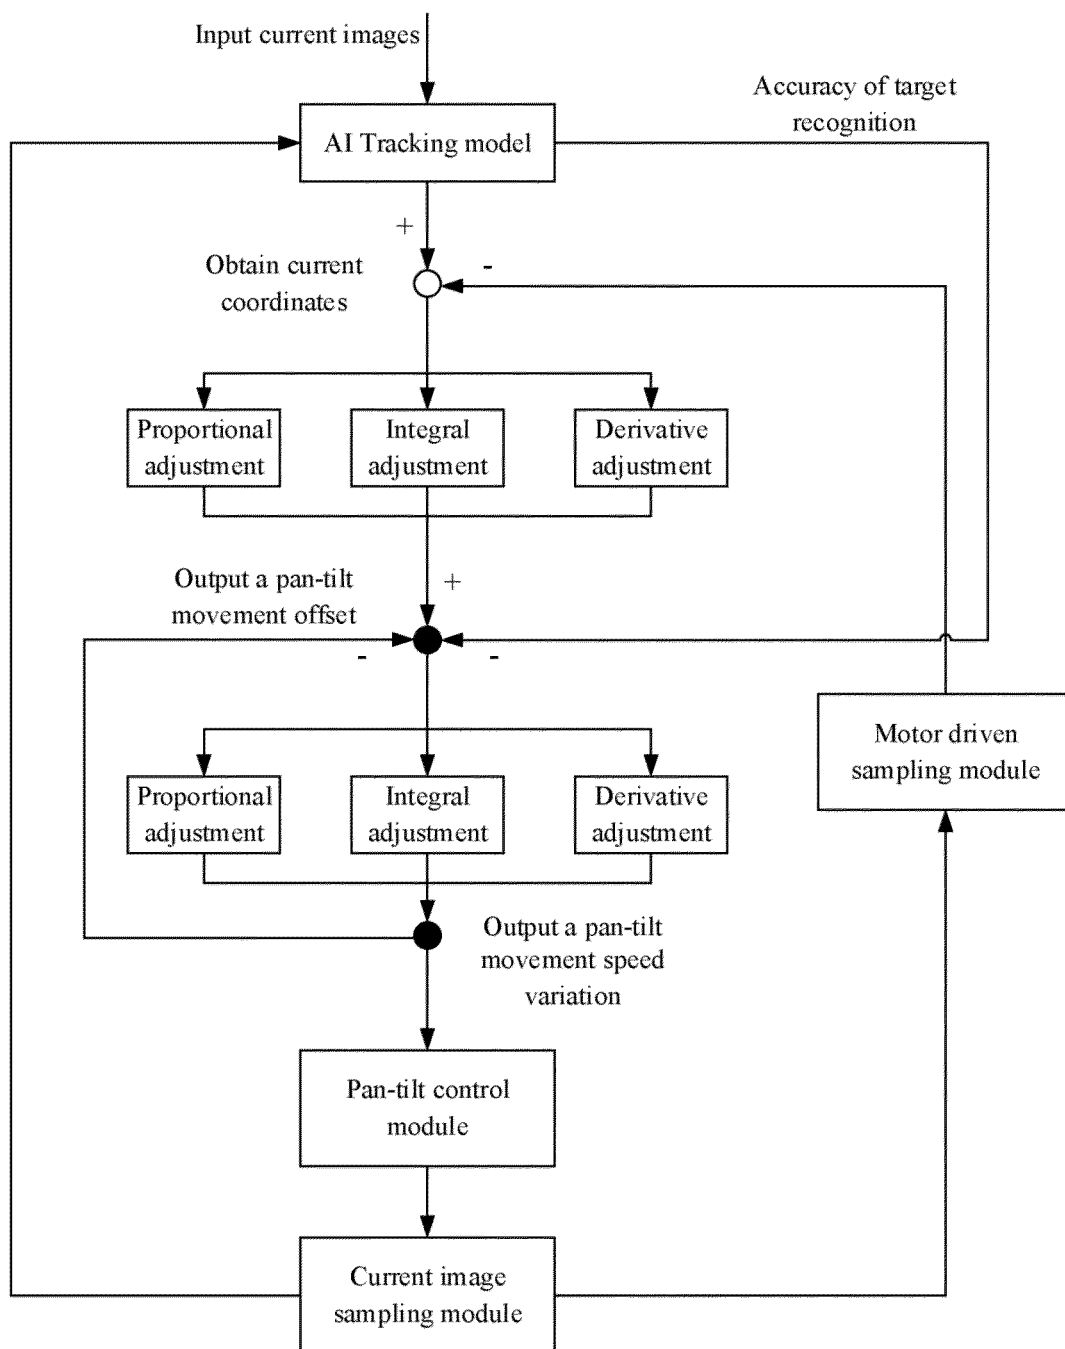 Input current images
Accuracy of target
recognition
AI Tracking model
+
-
Obtain current
coordinates
Proportional
adjustment
Integral
adjustment
Derivative
adjustment
Output a pan-tilt
movement offset
+
-
-
Motor driven
sampling module
Proportional
adjustment
Integral
adjustment
Derivative
adjustment
Output a pan-tilt
movement speed
variation
Pan-tilt control
module
Current image
sampling module